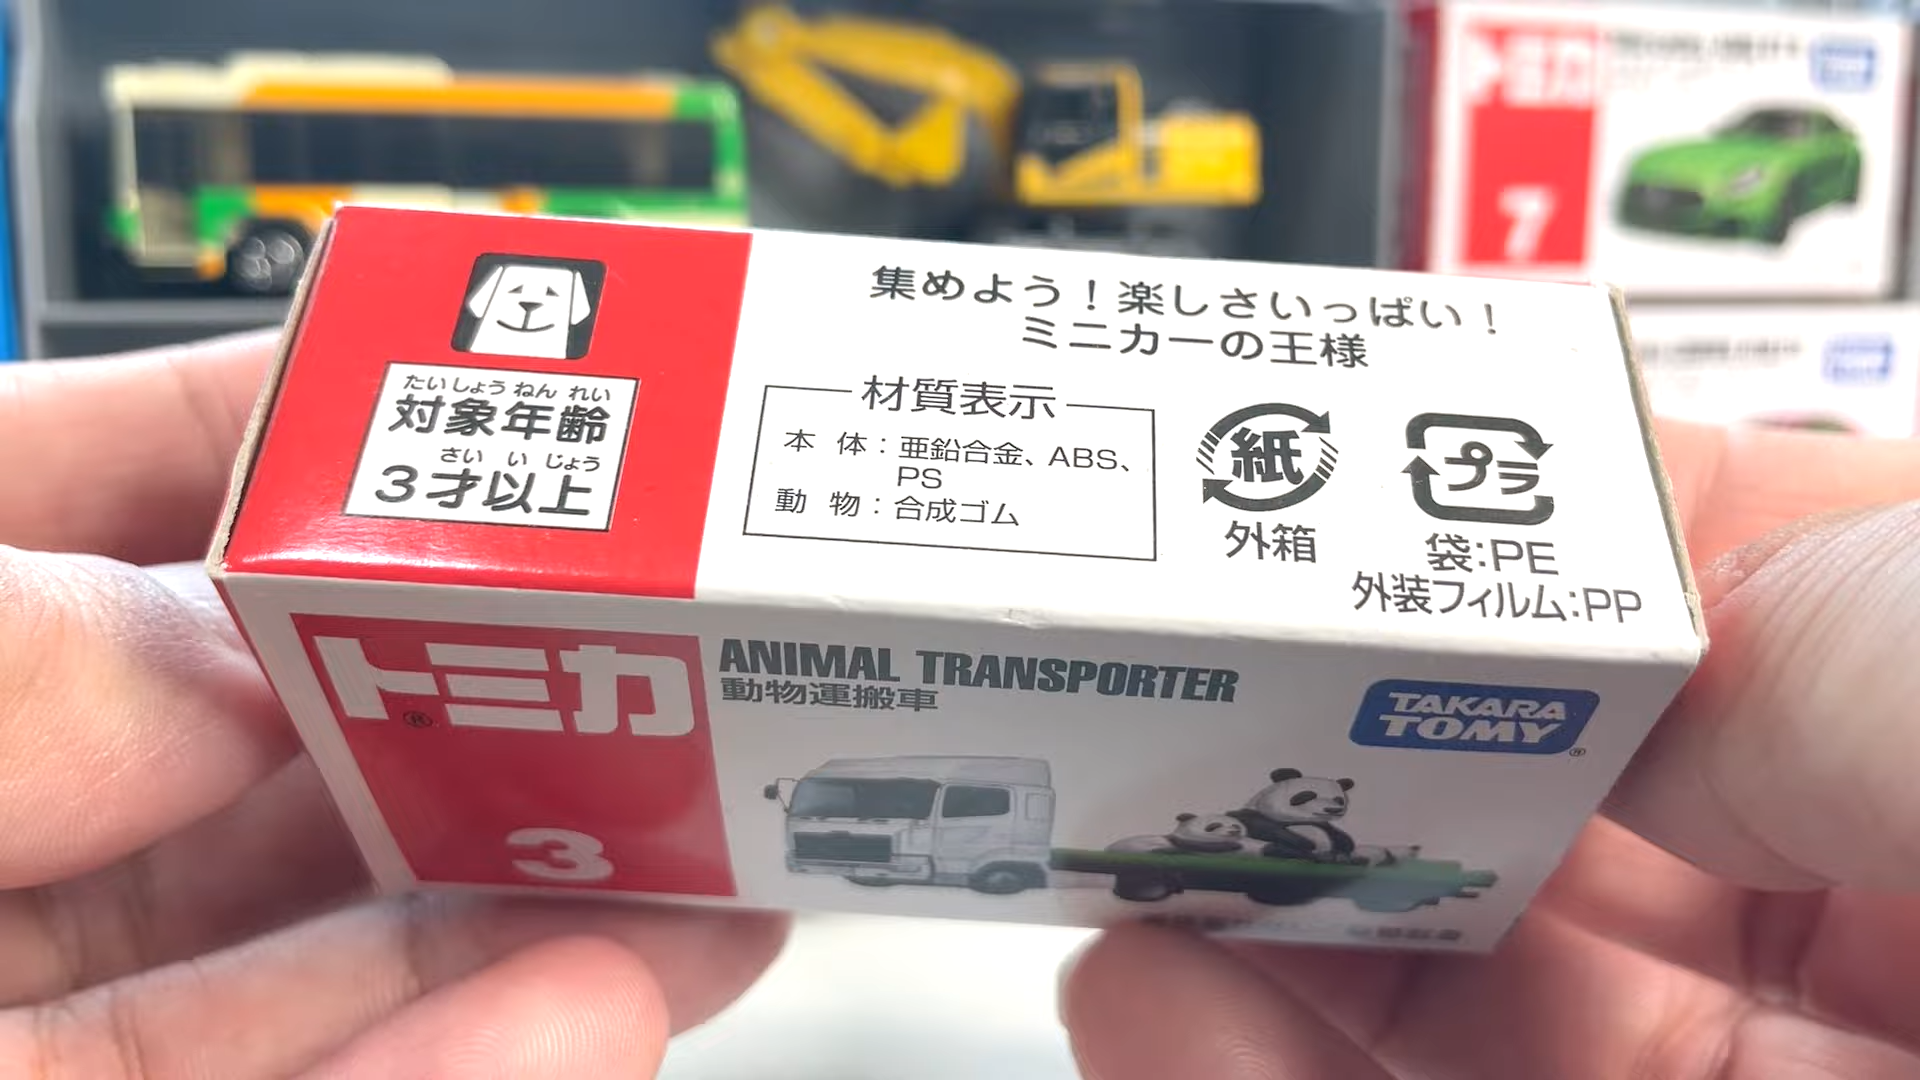 たいしょう ねん れい
対象年齢
さい い じょう
3才以上
集めよう！楽しさいっぱい！
ミニカーの王様
材質表示
本 体：亜鉛合金、ABS、
PS
動 物：合成ゴム
紙
外箱
プラ
袋:PE
外装フィルム:PP
トミカ
®
3
ANIMAL TRANSPORTER
動物運搬車
TAKARA
TOMY
®
トミカ
7